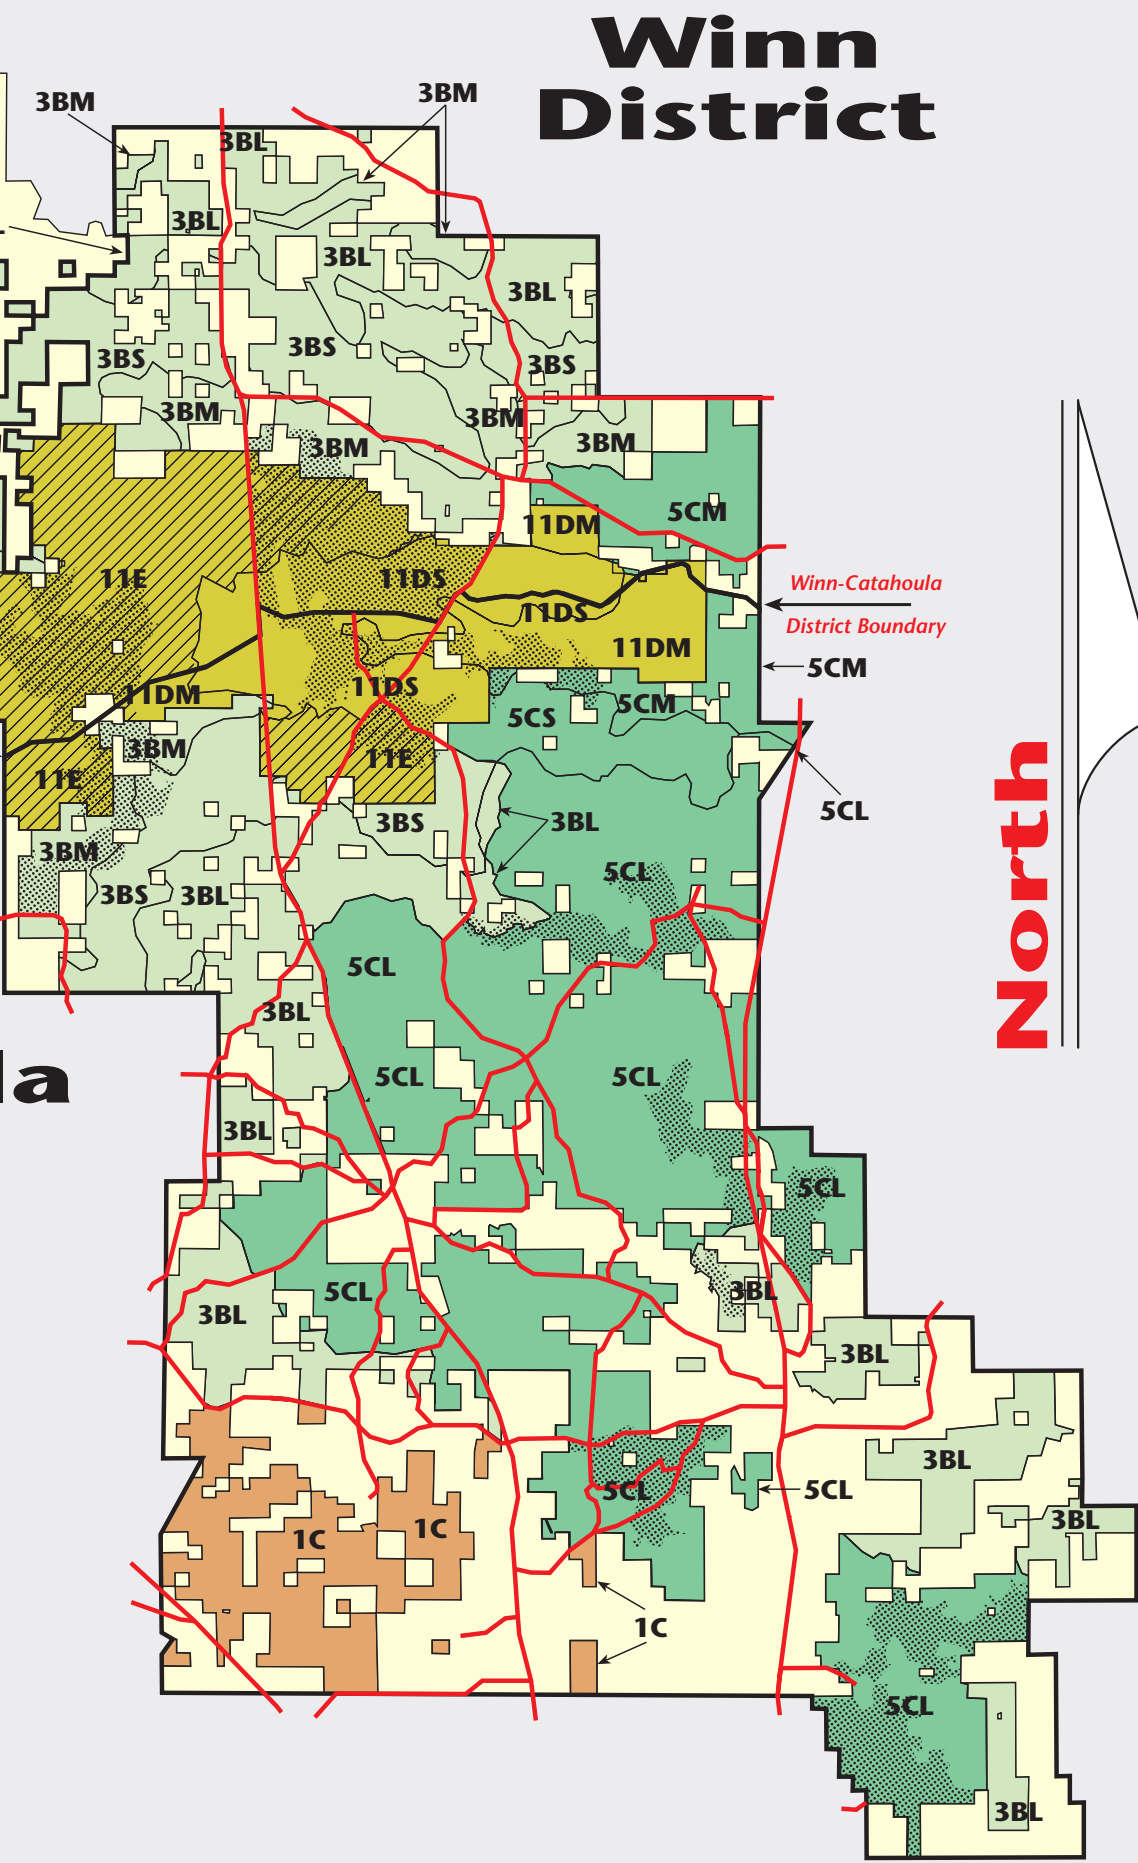 Winn
District
3BM
3BM
3BL
3BL
3BL
3BL
3BS
3BS
3BS
3BM
3BM
3BM
3BM
5CM
11DM
11E
11DS
Winn-Catahoula
11DS
District Boundary
11DM
5CM
11DS
11DM
5CM
5CS
3BM
11E
11E
5CL
3BS
3BL
3BM
5CL
3BS
3BL
North
5CL
3BL
la
5CL
5CL
3BL
5CL
3BL
5CL
3BL
3BL
3BL
5CL
5CL
3BL
1C
1C
1C
5CL
3BL